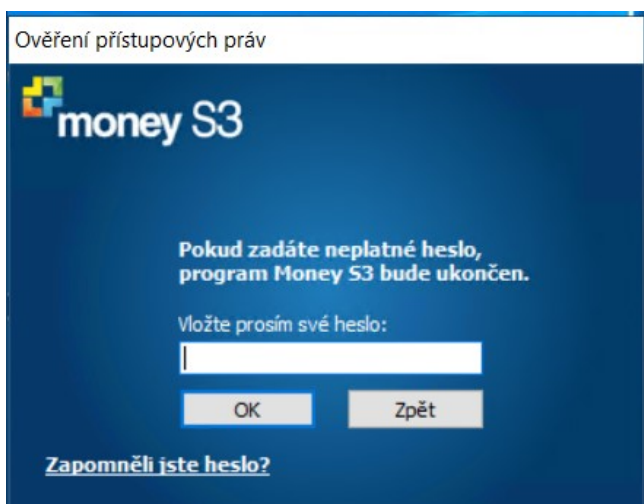 Ověření přístupových práv
money S3
Pokud zadáte neplatné heslo,
program Money S3 bude ukončen.
Vložte prosím své heslo:
OK
Zpět
Zapomněli jste heslo?